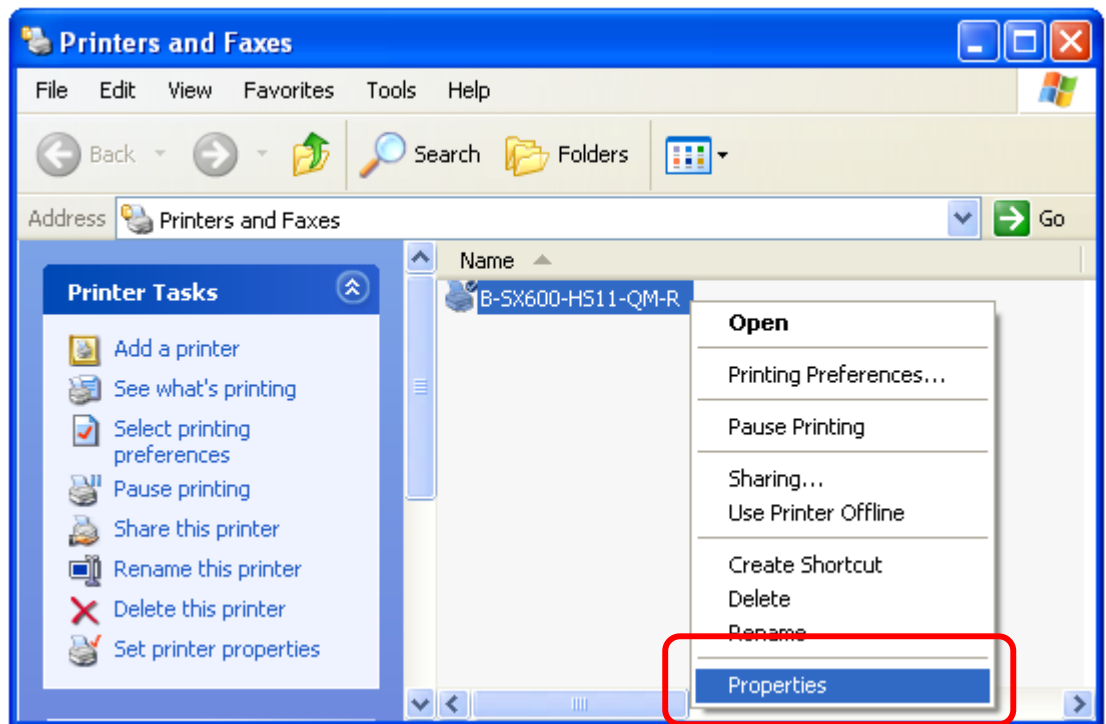 Printers and Faxes
File Edit View Favorites Tools Help
Back Search Folders
Address Printers and Faxes Go
Name
Printer Tasks
B-SX600-HS11-QM-R
Add a printer
See what's printing
Select printing
preferences
Pause printing
Share this printer
Rename this printer
Delete this printer
Set printer properties
Open
Printing Preferences...
Pause Printing
Sharing...
Use Printer Offline
Create Shortcut
Delete
Rename
Properties